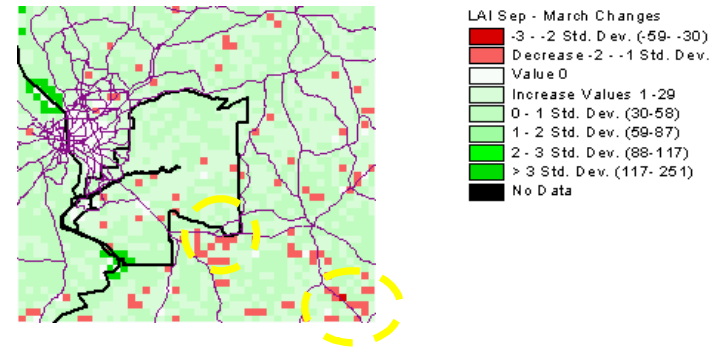 LAI Sep - March Changes
-3 - -2 Std. Dev. (-59- -30)
Decrease -2 - -1 Std. Dev.
Value 0
Increase Values 1 -29
0 - 1 Std. Dev. (30-58)
1 - 2 Std. Dev. (59-87)
2 - 3 Std. Dev. (88-117)
> 3 Std. Dev. (117- 251)
No Data